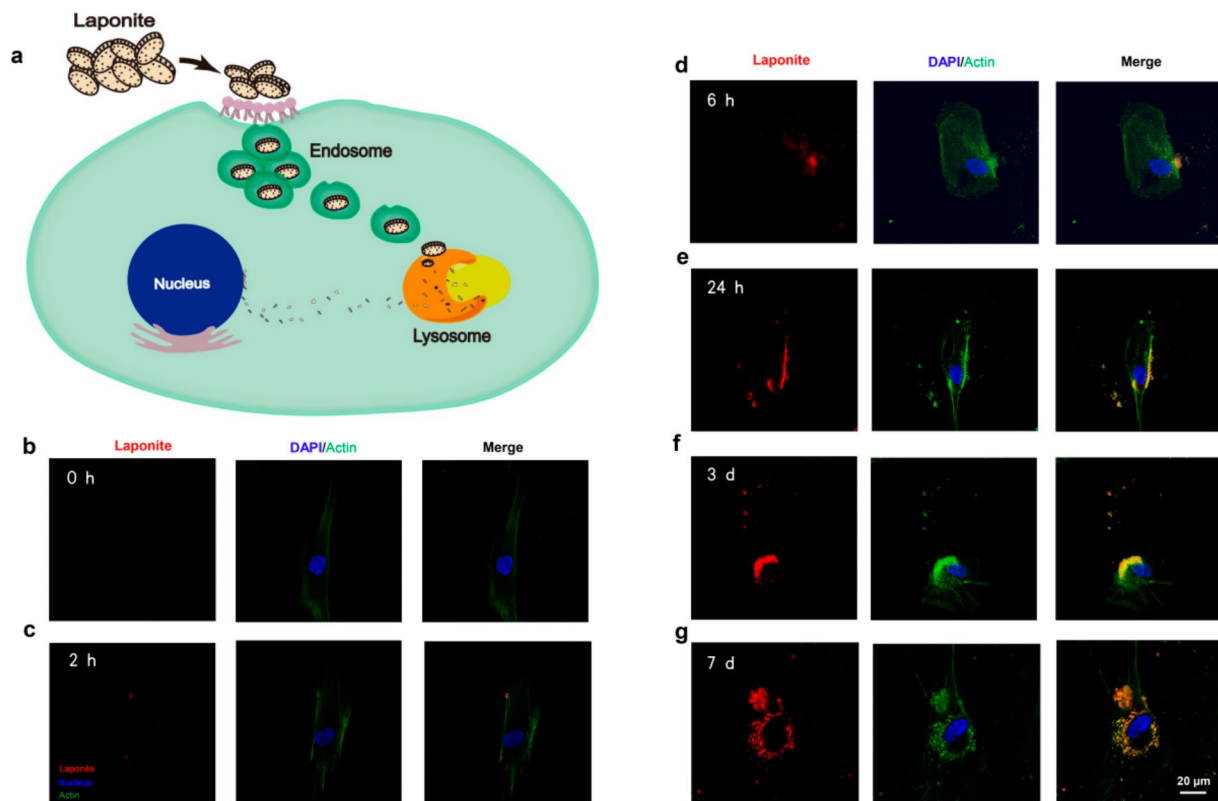 Laponite
a
Endosome
Nucleus
Lysosome
b
Laponite
DAPI/Actin
Merge
0 h
c
2 h
Laponite
Nucleus
Actin
d
Laponite
DAPI/Actin
Merge
6 h
e
24 h
f
3 d
g
7 d
20 μm